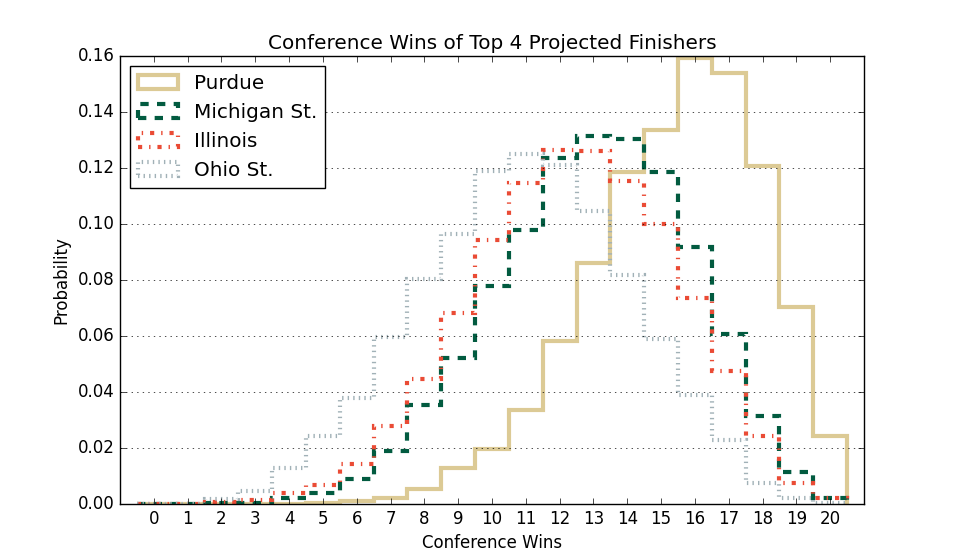 Conference Wins of Top 4 Projected Finishers
0.16
0.14
0.12
0.10
0.08
0.06
0.04
0.02
0.00
Probability
Purdue
Michigan St.
Illinois
Ohio St.
0 1 2 3 4 5 6 7 8 9 10 11 12 13 14 15 16 17 18 19 20
Conference Wins